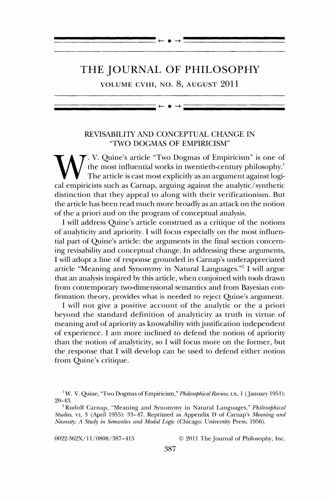 THE JOURNAL OF PHILOSOPHY
VOLUME CVIII, NO. 8, AUGUST 2011
REVISABILITY AND CONCEPTUAL CHANGE IN
“TWO DOGMAS OF EMPIRICISM”
W. V. Quine’s article “Two Dogmas of Empiricism” is one of
the most influential works in twentieth-century philosophy.¹
The article is cast most explicitly as an argument against logi-
cal empiricists such as Carnap, arguing against the analytic/synthetic
distinction that they appeal to along with their verificationism. But
the article has been read much more broadly as an attack on the notion
of the a priori and on the program of conceptual analysis.
I will address Quine’s article construed as a critique of the notions
of analyticity and apriority. I will focus especially on the most influen-
tial part of Quine’s article: the arguments in the final section concern-
ing revisability and conceptual change. In addressing these arguments,
I will adopt a line of response grounded in Carnap’s underappreciated
article “Meaning and Synonymy in Natural Languages.”² I will argue
that an analysis inspired by this article, when conjoined with tools drawn
from contemporary two-dimensional semantics and from Bayesian con-
firmation theory, provides what is needed to reject Quine’s argument.
I will not give a positive account of the analytic or the a priori
beyond the standard definition of analyticity as truth in virtue of
meaning and of apriority as knowability with justification independent
of experience. I am more inclined to defend the notion of apriority
than the notion of analyticity, so I will focus more on the former, but
the response that I will develop can be used to defend either notion
from Quine’s critique.
¹ W. V. Quine, “Two Dogmas of Empiricism,” Philosophical Review, LX, 1 (January 1951):
20–43.
² Rudolf Carnap, “Meaning and Synonymy in Natural Languages,” Philosophical
Studies, VI, 3 (April 1955): 33–47. Reprinted as Appendix D of Carnap’s Meaning and
Necessity: A Study in Semantics and Modal Logic (Chicago: University Press, 1956).
0022-362X/11/0808/387–415 © 2011 The Journal of Philosophy, Inc.
387